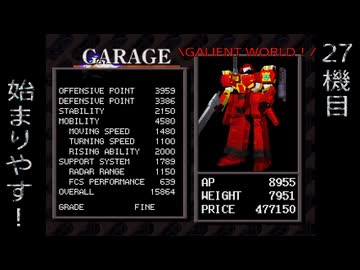 GARAGE
\GALIENT WORLD！/
OFFENSIVE POINT 3959
DEFENSIVE POINT 3386
STABILITY 2150
MOBILITY 4580
MOVING SPEED 1480
TURNING SPEED 1100
RISING ABILITY 2000
SUPPORT SYSTEM 1789
RADAR RANGE 1150
FCS PERFORMANCE 639
OVERALL 15864
GRADE FINE
AP 8955
WEIGHT 7951
PRICE 477150
27機目
始まりやす！